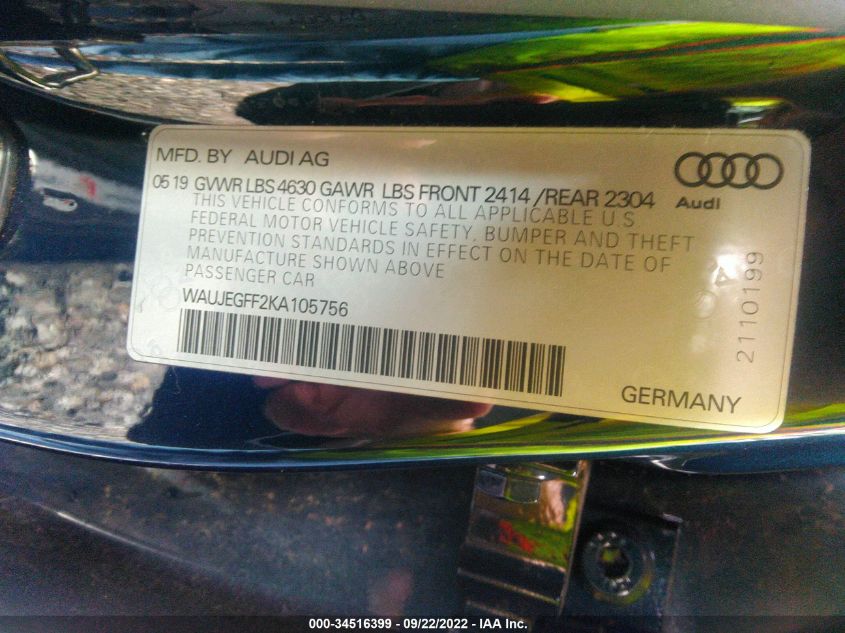 MFD. BY AUDI AG
0519 GVWR LBS 4630 GAWR LBS FRONT 2414 /REAR 2304
THIS VEHICLE CONFORMS TO ALL APPLICABLE U.S
FEDERAL MOTOR VEHICLE SAFETY, BUMPER AND THEFT
PREVENTION STANDARDS IN EFFECT ON THE DATE OF
MANUFACTURE SHOWN ABOVE
PASSENGER CAR
WAUJEGFF2KA105756
Audi
2110199
GERMANY
000-34516399 - 09/22/2022 - IAA Inc.